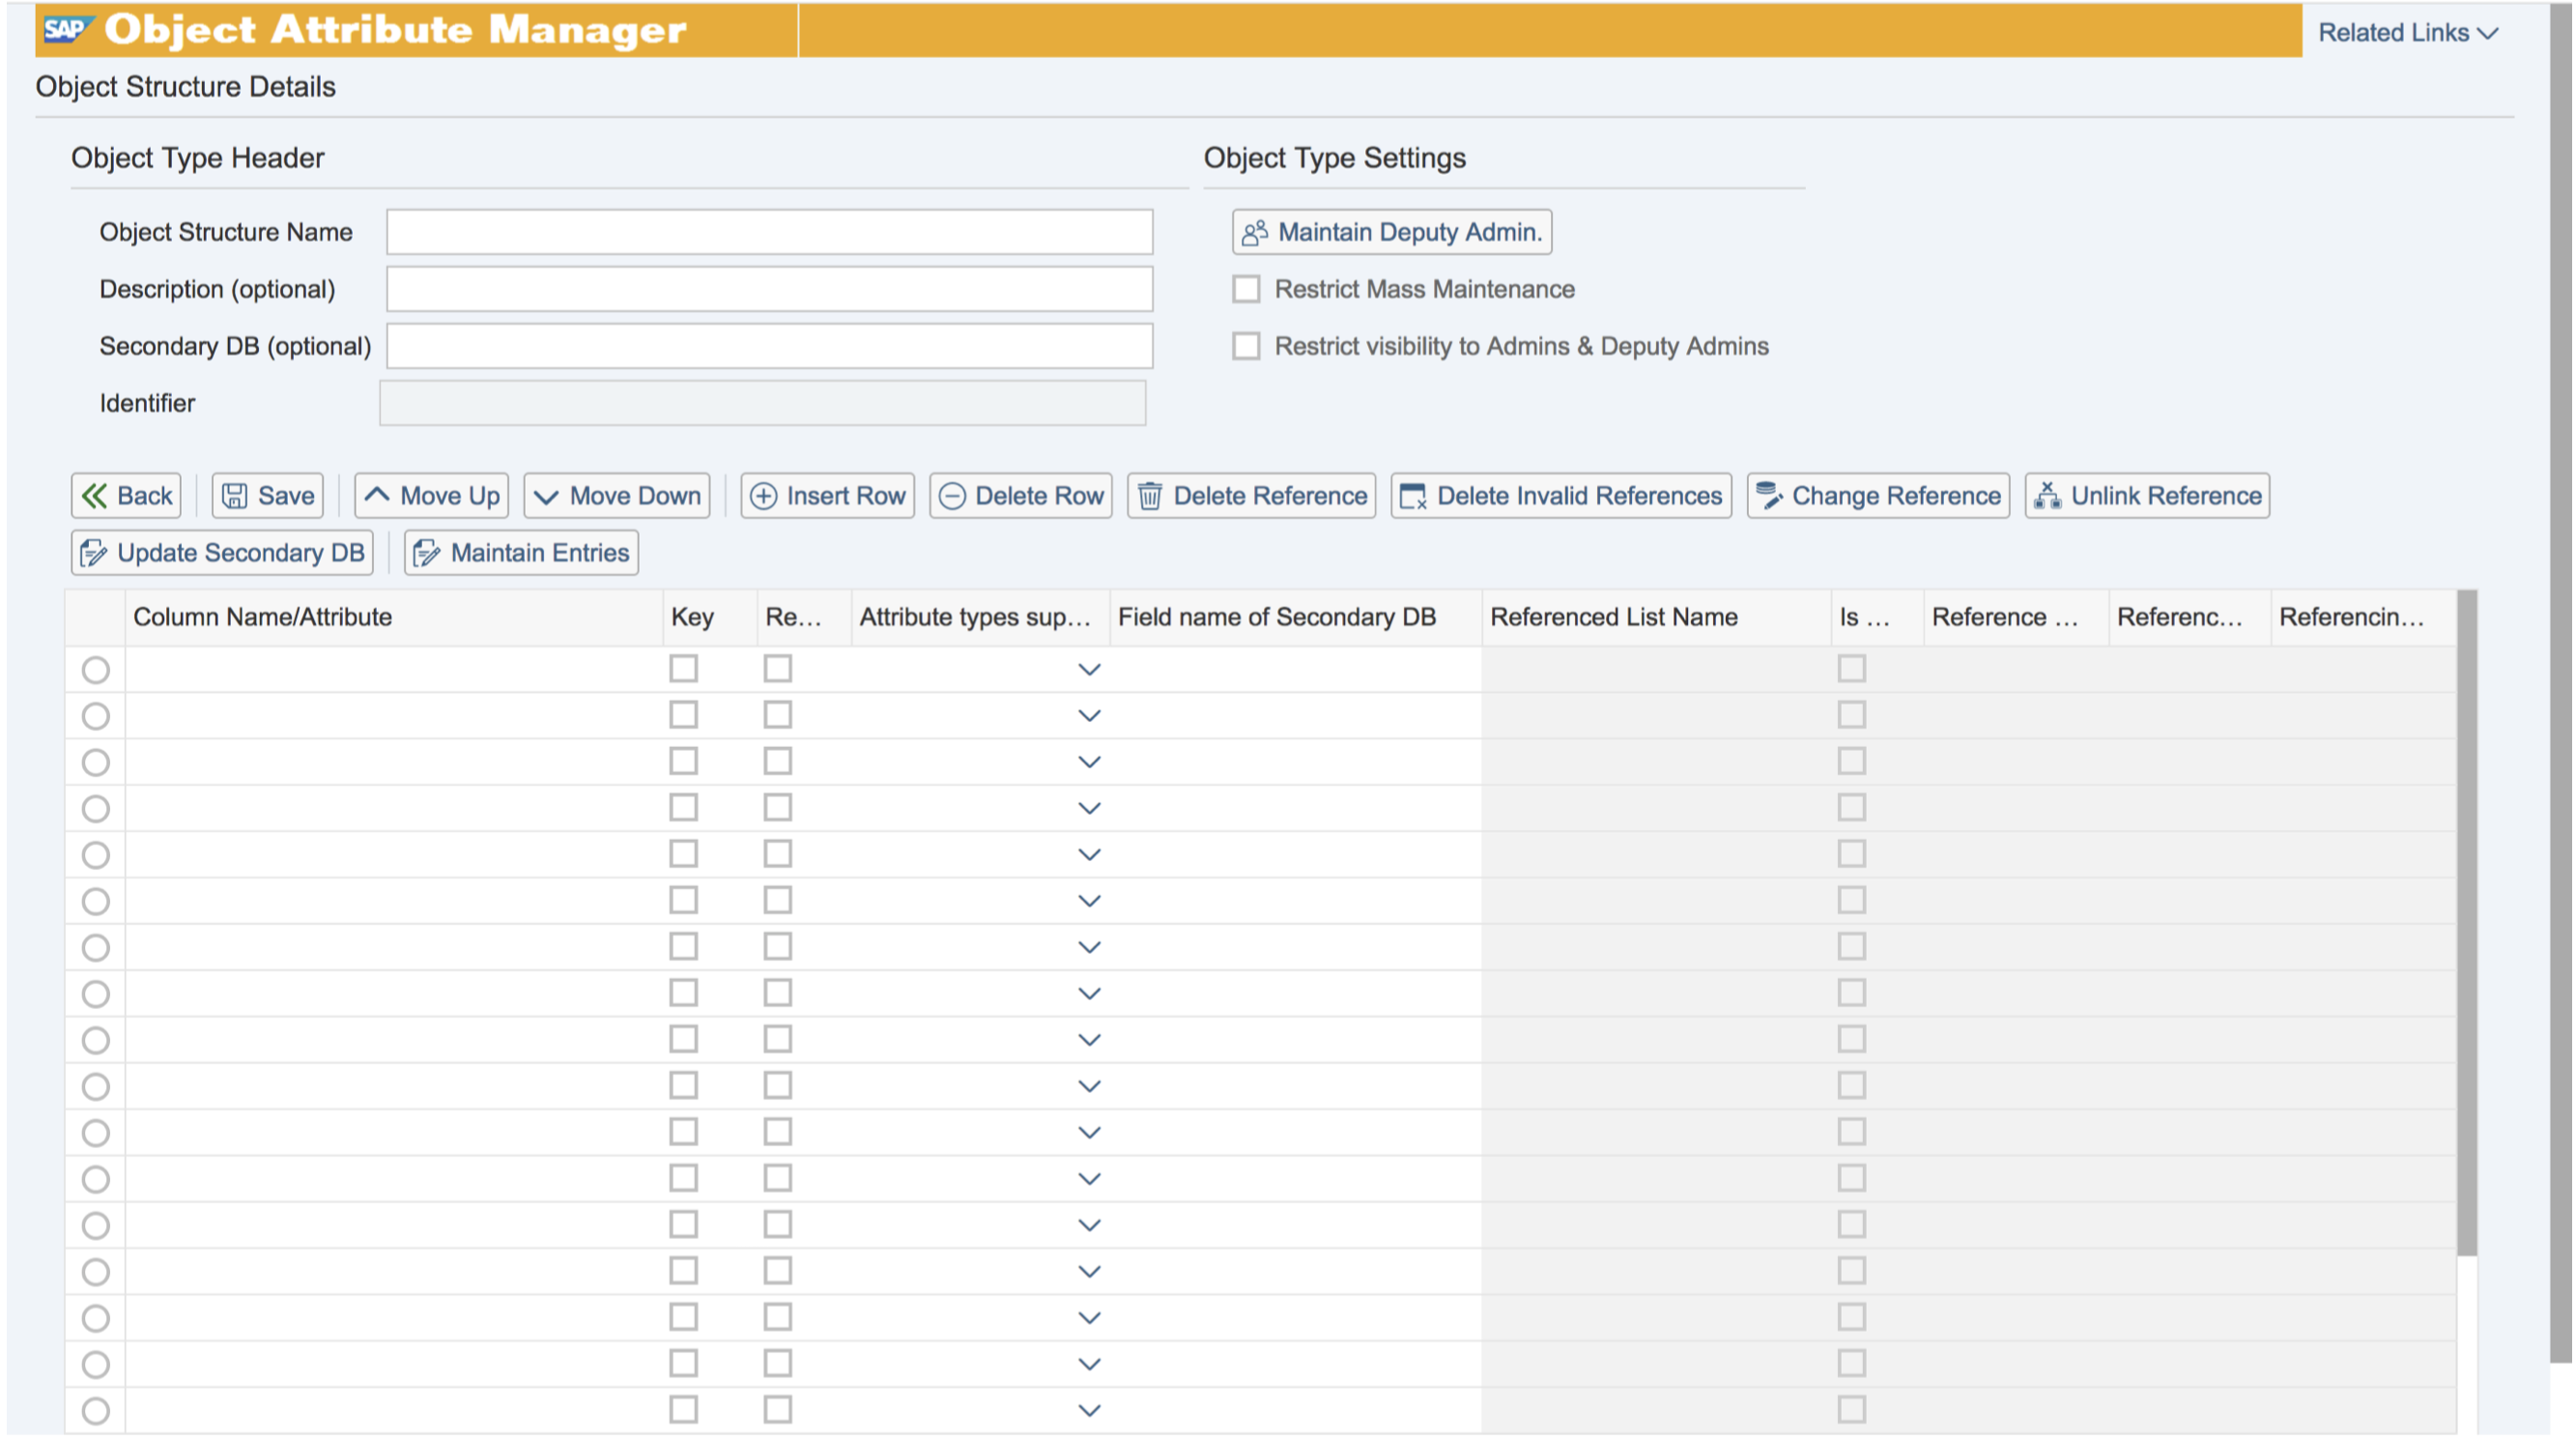 SAP Object Attribute Manager
Related Links
Object Structure Details
Object Type Header
Object Type Settings
Object Structure Name
Maintain Deputy Admin.
Description (optional)
Restrict Mass Maintenance
Secondary DB (optional)
Restrict visibility to Admins & Deputy Admins
Identifier
Back Save Move Up Move Down Insert Row Delete Row Delete Reference Delete Invalid References Change Reference Unlink Reference
Update Secondary DB Maintain Entries
Column Name/Attribute Key Re... Attribute types sup... Field name of Secondary DB Referenced List Name Is ... Reference ... Referenc... Referencin...